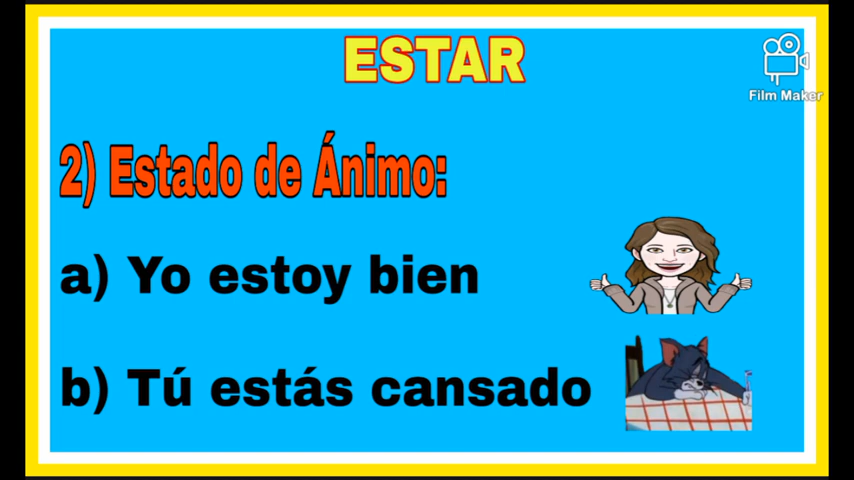 ESTAR
Film Maker
2) Estado de Ánimo:
a) Yo estoy bien
b) Tú estás cansado